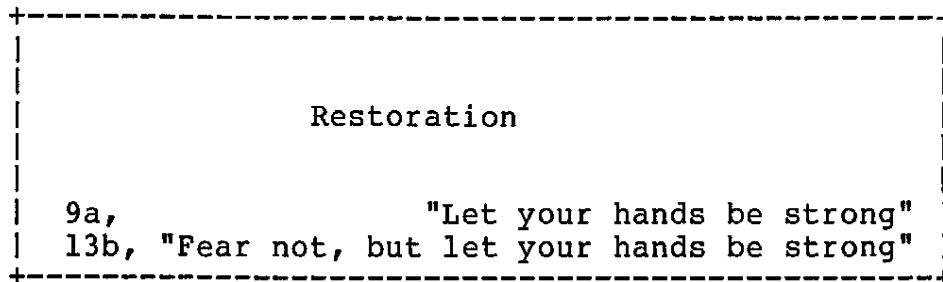 Restoration
9a, "Let your hands be strong"
13b, "Fear not, but let your hands be strong"